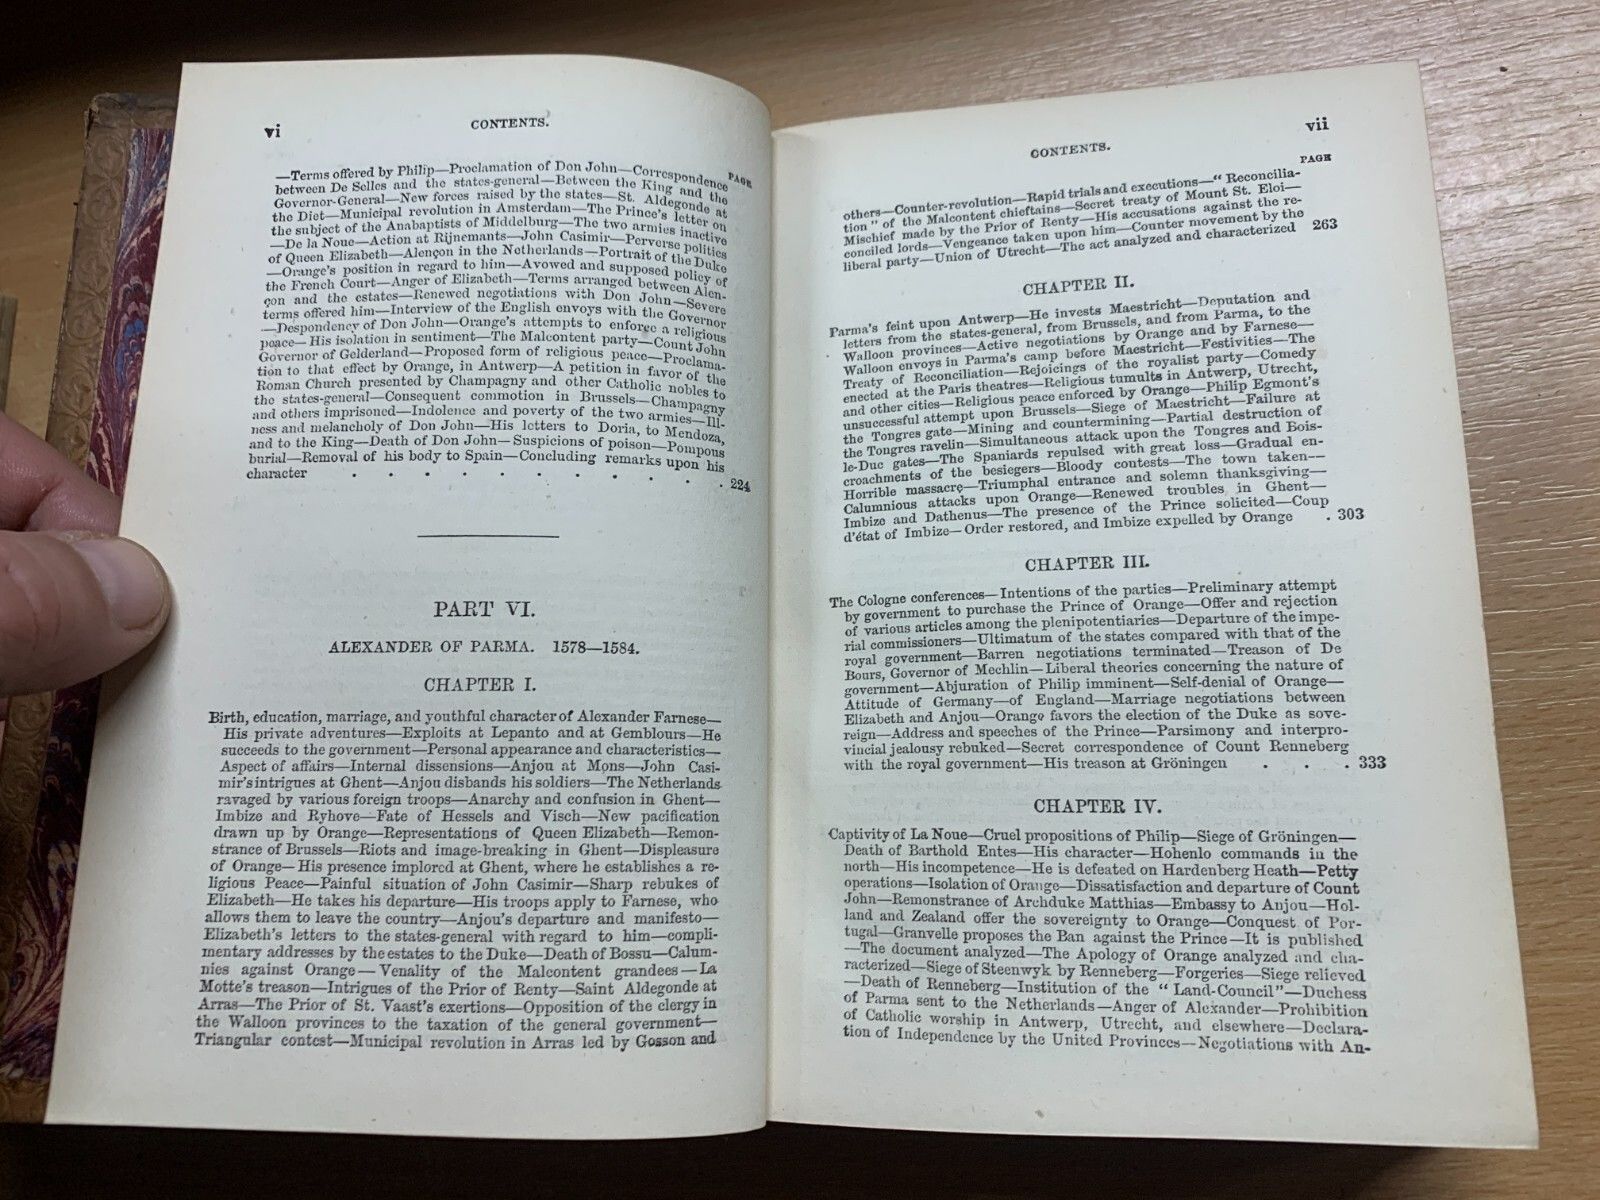 vi
CONTENTS.
PAGE
—Terms offered by Philip—Proclamation of Don John—Correspondence
between De Selles and the states-general—Between the King and the
Governor-General—New forces raised by the states—St. Aldegonde at
the Diet—Municipal revolution in Amsterdam—The Prince's letter on
the subject of the Anabaptists of Middelburg—The two armies inactive
—De la Noue—Action at Rijnemants—John Casimir—Perverse politics
of Queen Elizabeth—Alençon in the Netherlands—Portrait of the Duke
—Orange's position in regard to him—Avowed and supposed policy of
the French Court—Anger of Elizabeth—Terms arranged between Alen-
çon and the estates—Renewed negotiations with Don John—Severe
terms offered him—Interview of the English envoys with the Governor
—Despondency of Don John—Orange's attempts to enforce a religious
peace—His isolation in sentiment—The Malcontent party—Count John
Governor of Gelderland—Proposed form of religious peace—Proclama-
tion to that effect by Orange, in Antwerp—A petition in favor of the
Roman Church presented by Champagny and other Catholic nobles to
the states-general—Consequent commotion in Brussels—Champagny
and others imprisoned—Indolence and poverty of the two armies—Ill-
ness and melancholy of Don John—His letters to Doria, to Mendoza,
and to the King—Death of Don John—Suspicions of poison—Pompous
burial—Removal of his body to Spain—Concluding remarks upon his
character . . . . . . . . . . 224
PART VI.
ALEXANDER OF PARMA. 1578—1584.
CHAPTER I.
Birth, education, marriage, and youthful character of Alexander Farnese—
His private adventures—Exploits at Lepanto and at Gemblours—He
succeeds to the government—Personal appearance and characteristics—
Aspect of affairs—Internal dissensions—Anjou at Mons—John Casi-
mir's intrigues at Ghent—Anjou disbands his soldiers—The Netherlands
ravaged by various foreign troops—Anarchy and confusion in Ghent—
Imbize and Ryhove—Fate of Hessels and Visch—New pacification
drawn up by Orange—Representations of Queen Elizabeth—Remon-
strance of Brussels—Riots and image-breaking in Ghent—Displeasure
of Orange—His presence implored at Ghent, where he establishes a re-
ligious Peace—Painful situation of John Casimir—Sharp rebukes of
Elizabeth—He takes his departure—His troops apply to Farnese, who
allows them to leave the country—Anjou's departure and manifesto—
Elizabeth's letters to the states-general with regard to him—compli-
mentary addresses by the estates to the Duke—Death of Bossu—Calum-
nies against Orange—Venality of the Malcontent grandees—La
Motte's treason—Intrigues of the Prior of Renty—Saint Aldegonde at
Arras—The Prior of St. Vaast's exertions—Opposition of the clergy in
the Walloon provinces to the taxation of the general government—
Triangular contest—Municipal revolution in Arras led by Gosson and
vii
CONTENTS.
PAGE
others—Counter-revolution—Rapid trials and executions—"Reconcilia-
tion" of the Malcontent chieftains—Secret treaty of Mount St. Eloi—
Mischief made by the Prior of Renty—His accusations against the re-
conciled lords—Vengeance taken upon him—Counter movement by the
liberal party—Union of Utrecht—The act analyzed and characterized 263
CHAPTER II.
Parma's feint upon Antwerp—He invests Maestricht—Deputation and
letters from the states-general, from Brussels, and from Parma, to the
Walloon provinces—Active negotiations by Orange and by Farnese—
Walloon envoys in Parma's camp before Maestricht—Festivities—The
Treaty of Reconciliation—Rejoicings of the royalist party—Comedy
enacted at the Paris theatres—Religious tumults in Antwerp, Utrecht,
and other cities—Religious peace enforced by Orange—Philip Egmont's
unsuccessful attempt upon Brussels—Siege of Maestricht—Failure at
the Tongres gate—Mining and countermining—Partial destruction of
the Tongres ravelin—Simultaneous attack upon the Tongres and Bois-
le-Duc gates—The Spaniards repulsed with great loss—Gradual en-
croachments of the besiegers—Bloody contests—The town taken—
Horrible massacre—Triumphal entrance and solemn thanksgiving—
Calumnious attacks upon Orange—Renewed troubles in Ghent—
Imbize and Dathenus—The presence of the Prince solicited—Coup
d'état of Imbize—Order restored, and Imbize expelled by Orange . 303
CHAPTER III.
The Cologne conferences—Intentions of the parties—Preliminary attempt
by government to purchase the Prince of Orange—Offer and rejection
of various articles among the plenipotentiaries—Departure of the impe-
rial commissioners—Ultimatum of the states compared with that of the
royal government—Barren negotiations terminated—Treason of De
Bours, Governor of Mechlin—Liberal theories concerning the nature of
government—Abjuration of Philip imminent—Self-denial of Orange—
Attitude of Germany—of England—Marriage negotiations between
Elizabeth and Anjou—Orange favors the election of the Duke as sove-
reign—Address and speeches of the Prince—Parsimony and interpro-
vincial jealousy rebuked—Secret correspondence of Count Renneberg
with the royal government—His treason at Gröningen . . . 333
CHAPTER IV.
Captivity of La Noue—Cruel propositions of Philip—Siege of Gröningen—
Death of Barthold Entes—His character—Hohenlo commands in the
north—His incompetence—He is defeated on Hardenberg Heath—Petty
operations—Isolation of Orange—Dissatisfaction and departure of Count
John—Remonstrance of Archduke Matthias—Embassy to Anjou—Hol-
land and Zealand offer the sovereignty to Orange—Conquest of Por-
tugal—Granvelle proposes the Ban against the Prince—It is published
—The document analyzed—The Apology of Orange analyzed and cha-
racterized—Siege of Steenwyk by Renneberg—Forgeries—Siege relieved
—Death of Renneberg—Institution of the "Land-Council"—Duchess
of Parma sent to the Netherlands—Anger of Alexander—Prohibition
of Catholic worship in Antwerp, Utrecht, and elsewhere—Declara-
tion of Independence by the United Provinces—Negotiations with An-